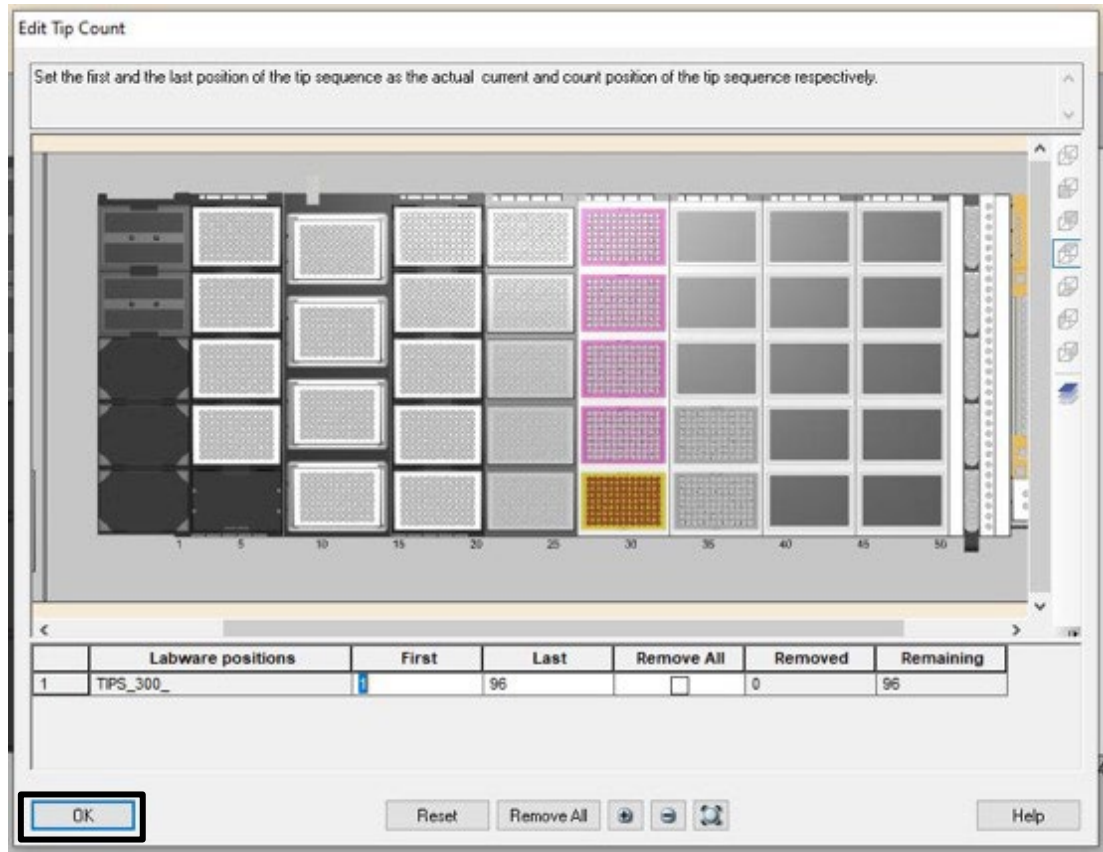 Edit Tip Count
Set the first and the last position of the tip sequence as the actual current and count position of the tip sequence respectively.
1 5 10 15 20 25 30 35 40 45 50
Labware positions First Last Remove All Removed Remaining
1 TIPS_300_ 1 96 0 96
OK Reset Remove All Help